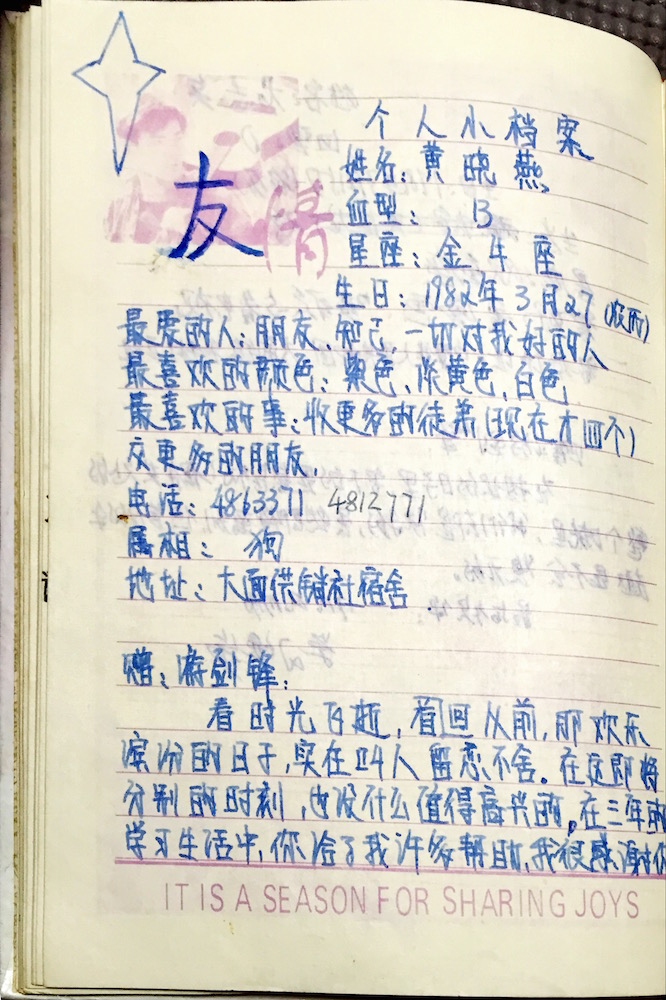 友情
个人小档案
姓名：黄晓燕
血型： B
星座：金牛座
生日：1982年3月27(农历)
最爱的人：朋友、知己、一切对我好的人
最喜欢的颜色：紫色、淡黄色、白色
最喜欢的事：收更多的徒弟(现在才四个)
交更多的朋友.
电话：4863371 4812771
属相： 狗
地址：大面供销社宿舍.
赠：游剑锋：
看时光飞逝，首回从前，那欢乐
缤纷的日子，实在叫人留恋不舍。在这即将
分别的时刻，也没什么值得高兴的。在三年的
学习生活中，你给了我许多帮助，我很感谢你
IT IS A SEASON FOR SHARING JOYS